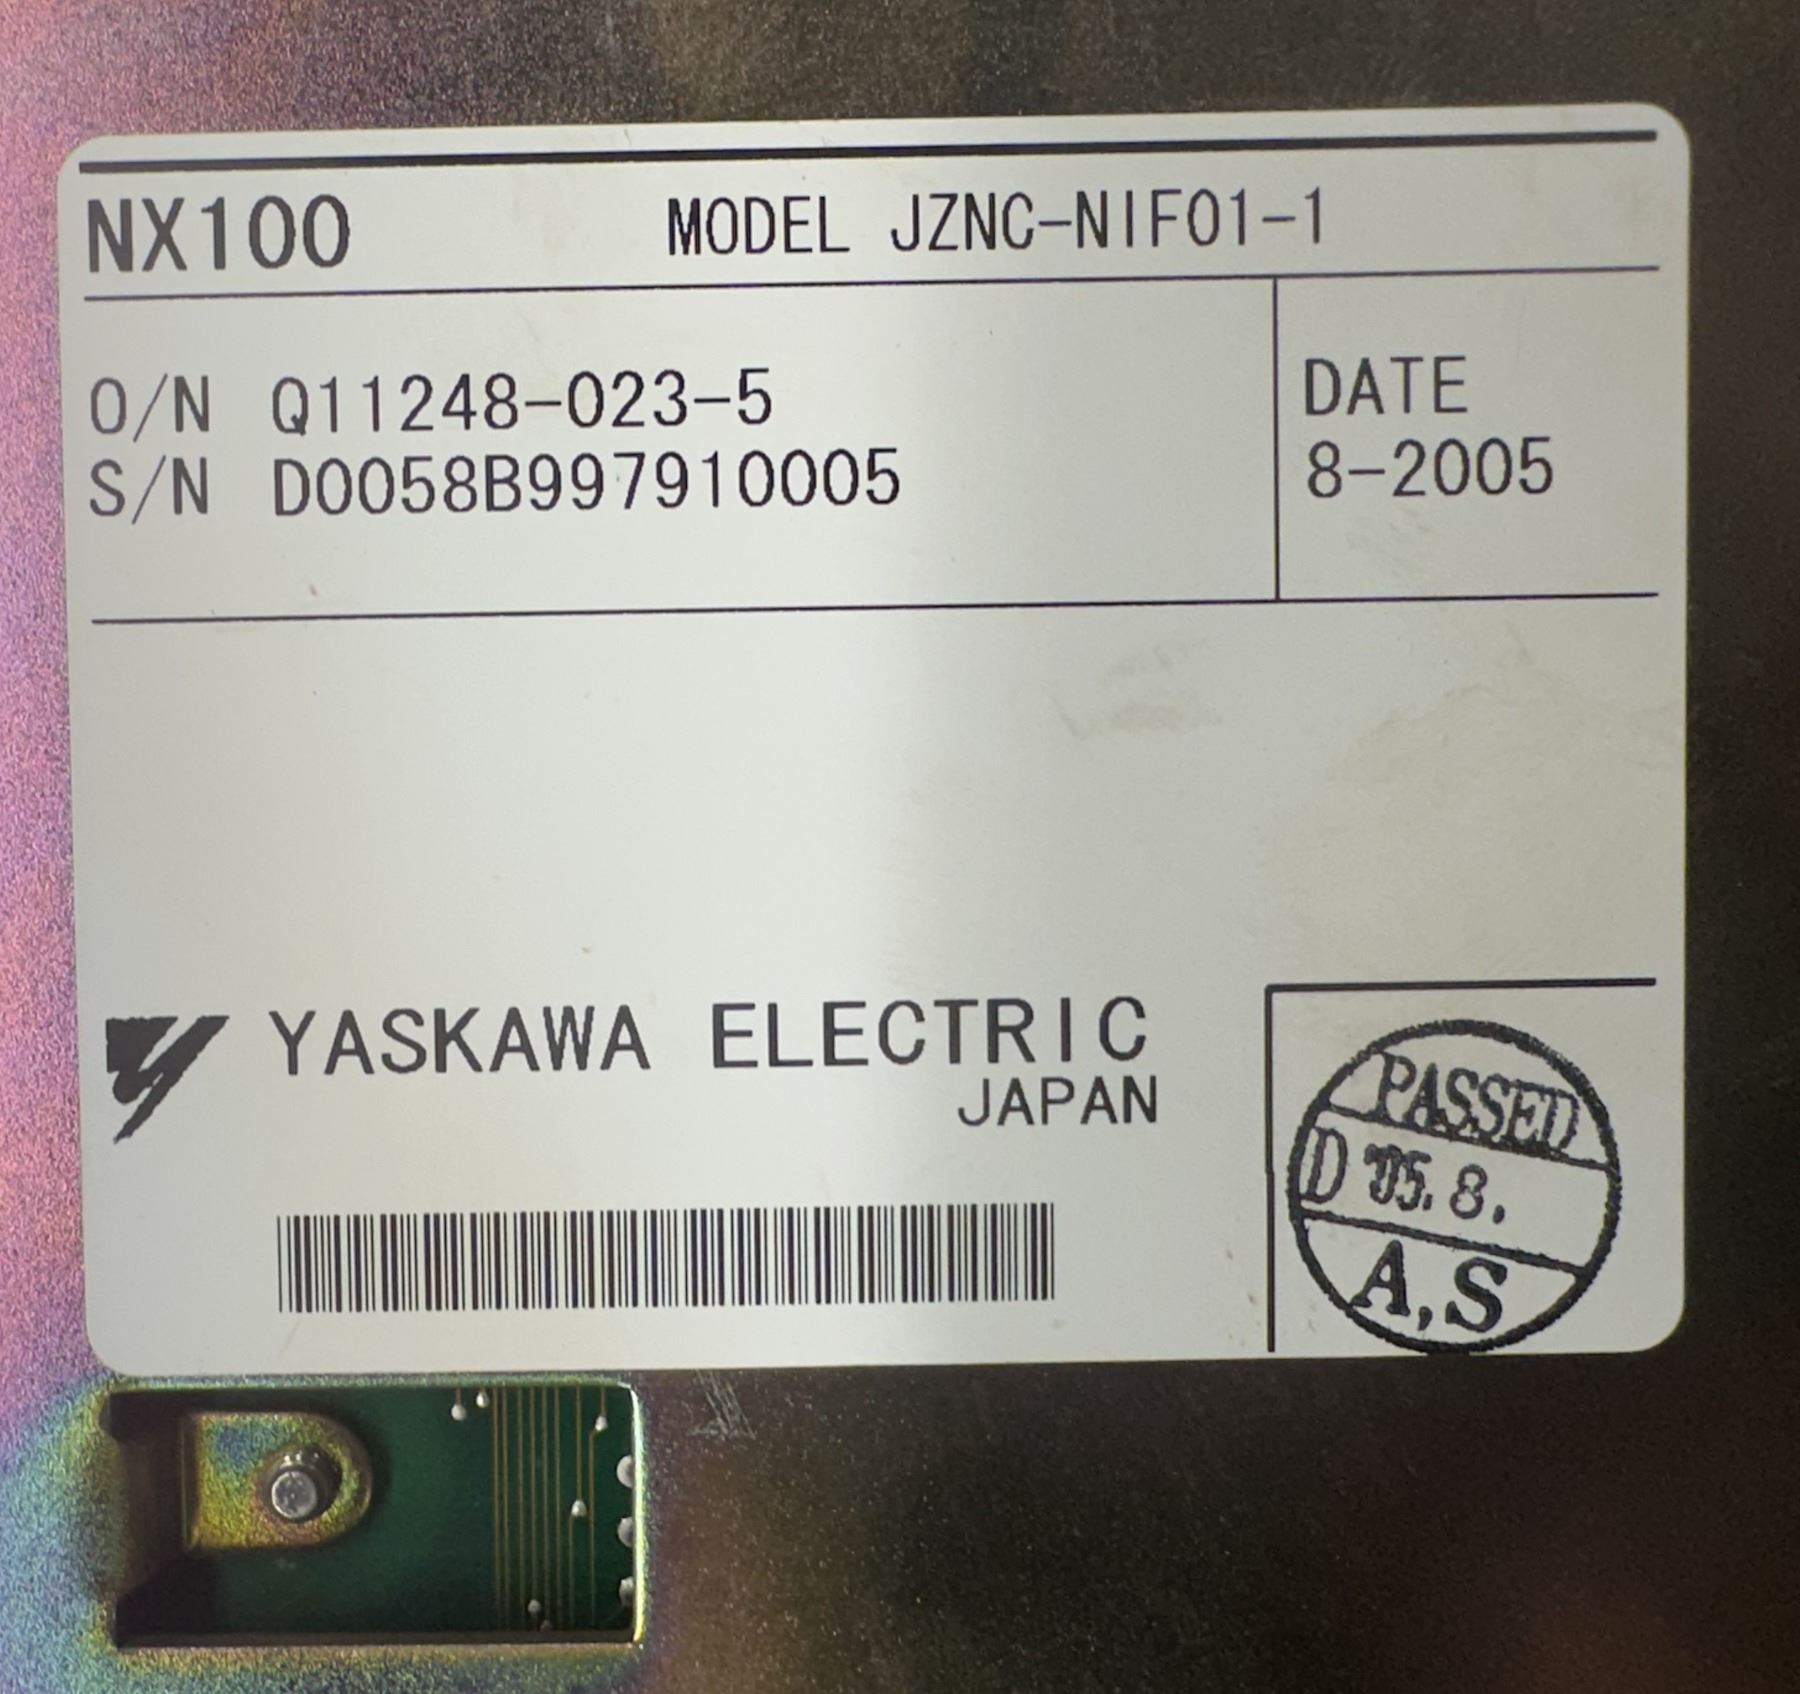 NX100 MODEL JZNC-NIF01-1
O/N Q11248-023-5
S/N D0058B997910005
DATE
8-2005
YASKAWA ELECTRIC
JAPAN
PASSED
D '05.8.
A,S